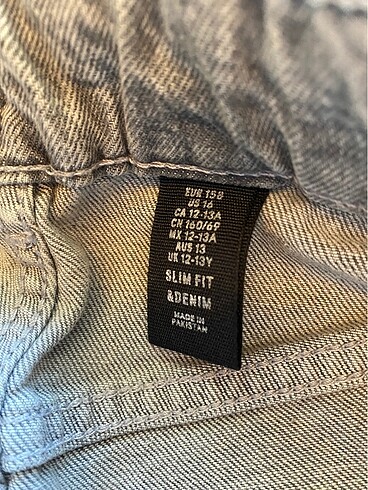 EUR 158
US 16
CA 12-13A
CN 160/69
MX 12-13A
AUS 13
UK 12-13Y
SLIM FIT
&DENIM
MADE IN
PAKISTAN